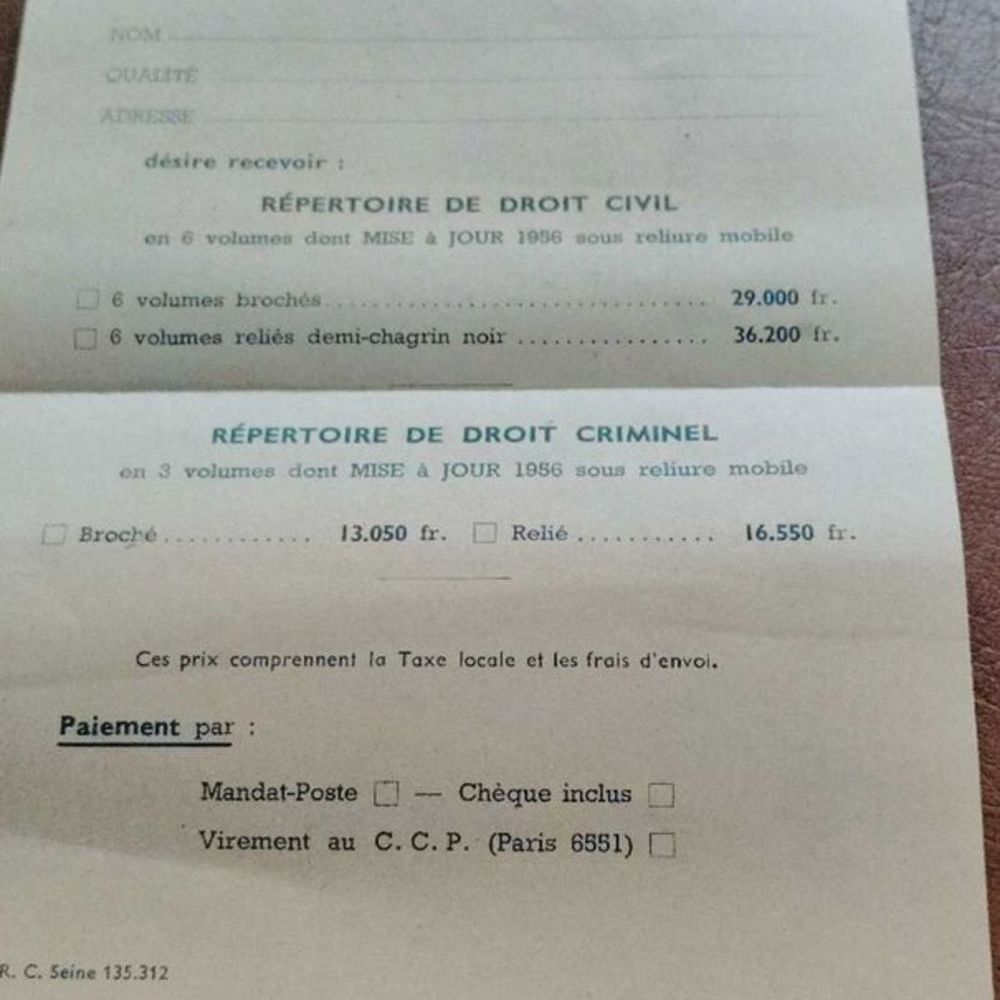 NOM
QUALITÉ
ADRESSE
désire recevoir :
RÉPERTOIRE DE DROIT CIVIL
en 6 volumes dont MISE à JOUR 1956 sous reliure mobile
6 volumes brochés................................ 29.000 fr.
6 volumes reliés demi-chagrin noir ................ 36.200 fr.
RÉPERTOIRE DE DROIT CRIMINEL
en 3 volumes dont MISE à JOUR 1956 sous reliure mobile
Broché ............ 13.050 fr. Relié ........... 16.550 fr.
Ces prix comprennent la Taxe locale et les frais d'envoi.
Paiement par :
Mandat-Poste — Chèque inclus
Virement au C. C. P. (Paris 6551)
R. C. Seine 135.312